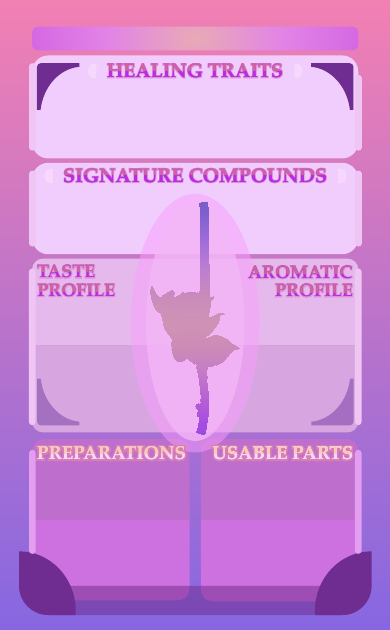 HEALING TRAITS
SIGNATURE COMPOUNDS
TASTE
PROFILE
AROMATIC
PROFILE
PREPARATIONS
USABLE PARTS